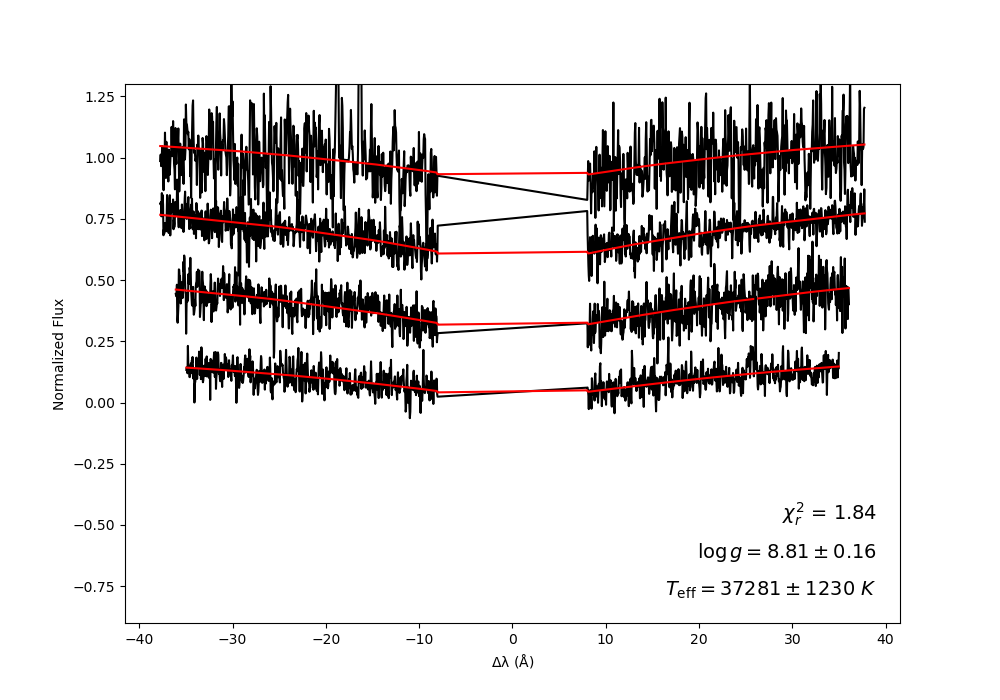 1.25
1.00
0.75
0.50
0.25
0.00
−0.25
−0.50
−0.75
Normalized Flux
χ²ᵣ = 1.84
log g = 8.81 ± 0.16
T_eff = 37281 ± 1230 K
−40 −30 −20 −10 0 10 20 30 40
Δλ (Å)